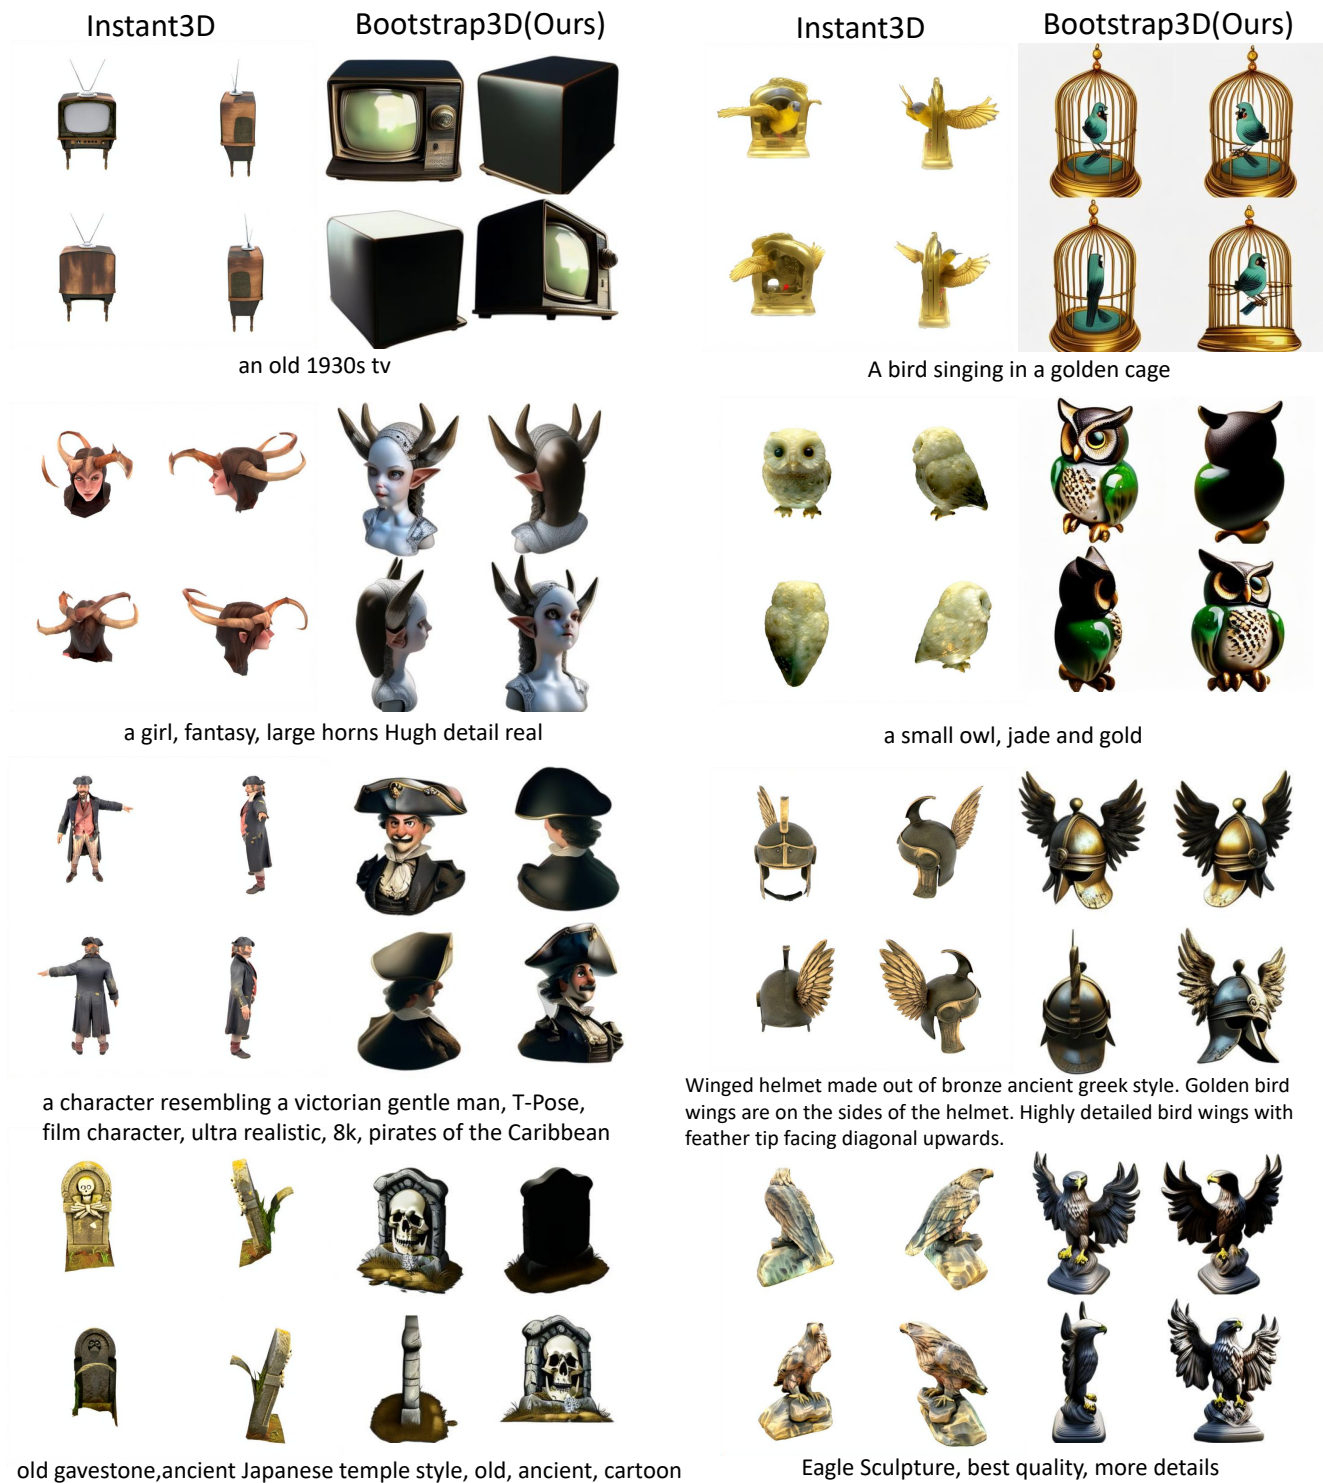 Instant3D
Bootstrap3D(Ours)
Instant3D
Bootstrap3D(Ours)
an old 1930s tv
A bird singing in a golden cage
a girl, fantasy, large horns Hugh detail real
a small owl, jade and gold
a character resembling a victorian gentle man, T-Pose,
film character, ultra realistic, 8k, pirates of the Caribbean
Winged helmet made out of bronze ancient greek style. Golden bird
wings are on the sides of the helmet. Highly detailed bird wings with
feather tip facing diagonal upwards.
old gavestone,ancient Japanese temple style, old, ancient, cartoon
Eagle Sculpture, best quality, more details